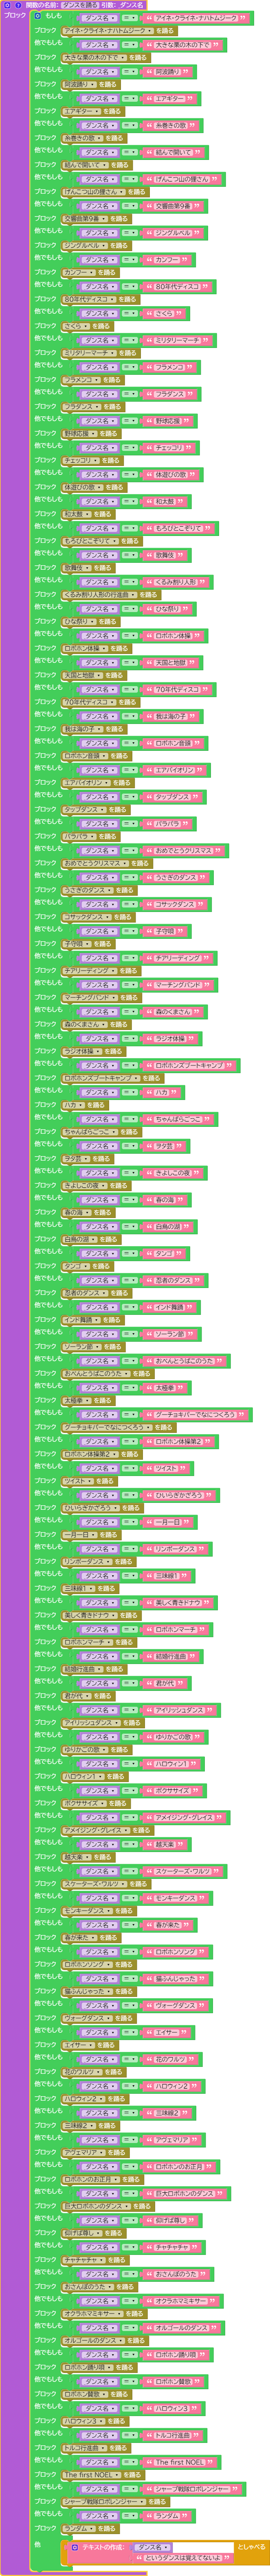 関数の名前: ダンスを踊る 引数: ダンス名
ブロック もしも ダンス名 = “ アイネ・クライネ・ナハトムジーク ”
ブロック アイネ・クライネ・ナハトムジーク を踊る
他でもしも ダンス名 = “ 大きな栗の木の下で ”
ブロック 大きな栗の木の下で を踊る
他でもしも ダンス名 = “ 阿波踊り ”
ブロック 阿波踊り を踊る
他でもしも ダンス名 = “ エアギター ”
ブロック エアギター を踊る
他でもしも ダンス名 = “ 糸巻きの歌 ”
ブロック 糸巻きの歌 を踊る
他でもしも ダンス名 = “ 結んで開いて ”
ブロック 結んで開いて を踊る
他でもしも ダンス名 = “ げんこつ山の狸さん ”
ブロック げんこつ山の狸さん を踊る
他でもしも ダンス名 = “ 交響曲第9番 ”
ブロック 交響曲第9番 を踊る
他でもしも ダンス名 = “ ジングルベル ”
ブロック ジングルベル を踊る
他でもしも ダンス名 = “ カンフー ”
ブロック カンフー を踊る
他でもしも ダンス名 = “ 80年代ディスコ ”
ブロック 80年代ディスコ を踊る
他でもしも ダンス名 = “ さくら ”
ブロック さくら を踊る
他でもしも ダンス名 = “ ミリタリーマーチ ”
ブロック ミリタリーマーチ を踊る
他でもしも ダンス名 = “ フラメンコ ”
ブロック フラメンコ を踊る
他でもしも ダンス名 = “ フラダンス ”
ブロック フラダンス を踊る
他でもしも ダンス名 = “ 野球応援 ”
ブロック 野球応援 を踊る
他でもしも ダンス名 = “ チェッコリ ”
ブロック チェッコリ を踊る
他でもしも ダンス名 = “ 体遊びの歌 ”
ブロック 体遊びの歌 を踊る
他でもしも ダンス名 = “ 和太鼓 ”
ブロック 和太鼓 を踊る
他でもしも ダンス名 = “ もろびとこぞりて ”
ブロック もろびとこぞりて を踊る
他でもしも ダンス名 = “ 歌舞伎 ”
ブロック 歌舞伎 を踊る
他でもしも ダンス名 = “ くるみ割り人形 ”
ブロック くるみ割り人形の行進曲 を踊る
他でもしも ダンス名 = “ ひな祭り ”
ブロック ひな祭り を踊る
他でもしも ダンス名 = “ ロボホン体操 ”
ブロック ロボホン体操 を踊る
他でもしも ダンス名 = “ 天国と地獄 ”
ブロック 天国と地獄 を踊る
他でもしも ダンス名 = “ 70年代ディスコ ”
ブロック 70年代ディスコ を踊る
他でもしも ダンス名 = “ 我は海の子 ”
ブロック 我は海の子 を踊る
他でもしも ダンス名 = “ ロボホン音頭 ”
ブロック ロボホン音頭 を踊る
他でもしも ダンス名 = “ エアバイオリン ”
ブロック エアバイオリン を踊る
他でもしも ダンス名 = “ タップダンス ”
ブロック タップダンス を踊る
他でもしも ダンス名 = “ パラパラ ”
ブロック パラパラ を踊る
他でもしも ダンス名 = “ おめでとうクリスマス ”
ブロック おめでとうクリスマス を踊る
他でもしも ダンス名 = “ うさぎのダンス ”
ブロック うさぎのダンス を踊る
他でもしも ダンス名 = “ コサックダンス ”
ブロック コサックダンス を踊る
他でもしも ダンス名 = “ 子守唄 ”
ブロック 子守唄 を踊る
他でもしも ダンス名 = “ チアリーディング ”
ブロック チアリーディング を踊る
他でもしも ダンス名 = “ マーチングバンド ”
ブロック マーチングバンド を踊る
他でもしも ダンス名 = “ 森のくまさん ”
ブロック 森のくまさん を踊る
他でもしも ダンス名 = “ ラジオ体操 ”
ブロック ラジオ体操 を踊る
他でもしも ダンス名 = “ ロボホンズブートキャンプ ”
ブロック ロボホンズブートキャンプ を踊る
他でもしも ダンス名 = “ ハカ ”
ブロック ハカ を踊る
他でもしも ダンス名 = “ ちゃんばらごっこ ”
ブロック ちゃんばらごっこ を踊る
他でもしも ダンス名 = “ ヲタ芸 ”
ブロック ヲタ芸 を踊る
他でもしも ダンス名 = “ きよしこの夜 ”
ブロック きよしこの夜 を踊る
他でもしも ダンス名 = “ 春の海 ”
ブロック 春の海 を踊る
他でもしも ダンス名 = “ 白鳥の湖 ”
ブロック 白鳥の湖 を踊る
他でもしも ダンス名 = “ タンゴ ”
ブロック タンゴ を踊る
他でもしも ダンス名 = “ 忍者のダンス ”
ブロック 忍者のダンス を踊る
他でもしも ダンス名 = “ インド舞踊 ”
ブロック インド舞踊 を踊る
他でもしも ダンス名 = “ ソーラン節 ”
ブロック ソーラン節 を踊る
他でもしも ダンス名 = “ おべんとうばこのうた ”
ブロック おべんとうばこのうた を踊る
他でもしも ダンス名 = “ 太極拳 ”
ブロック 太極拳 を踊る
他でもしも ダンス名 = “ グーチョキパーでなにつくろう ”
ブロック グーチョキパーでなにつくろう を踊る
他でもしも ダンス名 = “ ロボホン体操第2 ”
ブロック ロボホン体操第2 を踊る
他でもしも ダンス名 = “ ツイスト ”
ブロック ツイスト を踊る
他でもしも ダンス名 = “ ひいらぎかざろう ”
ブロック ひいらぎかざろう を踊る
他でもしも ダンス名 = “ 一月一日 ”
ブロック 一月一日 を踊る
他でもしも ダンス名 = “ リンボーダンス ”
ブロック リンボーダンス を踊る
他でもしも ダンス名 = “ 三味線1 ”
ブロック 三味線1 を踊る
他でもしも ダンス名 = “ 美しく青きドナウ ”
ブロック 美しく青きドナウ を踊る
他でもしも ダンス名 = “ ロボホンマーチ ”
ブロック ロボホンマーチ を踊る
他でもしも ダンス名 = “ 結婚行進曲 ”
ブロック 結婚行進曲 を踊る
他でもしも ダンス名 = “ 君が代 ”
ブロック 君が代 を踊る
他でもしも ダンス名 = “ アイリッシュダンス ”
ブロック アイリッシュダンス を踊る
他でもしも ダンス名 = “ ゆりかごの歌 ”
ブロック ゆりかごの歌 を踊る
他でもしも ダンス名 = “ ハロウィン1 ”
ブロック ハロウィン1 を踊る
他でもしも ダンス名 = “ ボクササイズ ”
ブロック ボクササイズ を踊る
他でもしも ダンス名 = “ アメイジング・グレイス ”
ブロック アメイジング・グレイス を踊る
他でもしも ダンス名 = “ 越天楽 ”
ブロック 越天楽 を踊る
他でもしも ダンス名 = “ スケーターズ・ワルツ ”
ブロック スケーターズ・ワルツ を踊る
他でもしも ダンス名 = “ モンキーダンス ”
ブロック モンキーダンス を踊る
他でもしも ダンス名 = “ 春が来た ”
ブロック 春が来た を踊る
他でもしも ダンス名 = “ ロボホンソング ”
ブロック ロボホンソング を踊る
他でもしも ダンス名 = “ 猫ふんじゃった ”
ブロック 猫ふんじゃった を踊る
他でもしも ダンス名 = “ ヴォーグダンス ”
ブロック ヴォーグダンス を踊る
他でもしも ダンス名 = “ エイサー ”
ブロック エイサー を踊る
他でもしも ダンス名 = “ 花のワルツ ”
ブロック 花のワルツ を踊る
他でもしも ダンス名 = “ ハロウィン2 ”
ブロック ハロウィン2 を踊る
他でもしも ダンス名 = “ 三味線2 ”
ブロック 三味線2 を踊る
他でもしも ダンス名 = “ アヴェマリア ”
ブロック アヴェマリア を踊る
他でもしも ダンス名 = “ ロボホンのお正月 ”
ブロック ロボホンのお正月 を踊る
他でもしも ダンス名 = “ 巨大ロボホンのダンス ”
ブロック 巨大ロボホンのダンス を踊る
他でもしも ダンス名 = “ 仰げば尊し ”
ブロック 仰げば尊し を踊る
他でもしも ダンス名 = “ チャチャチャ ”
ブロック チャチャチャ を踊る
他でもしも ダンス名 = “ おさんぽのうた ”
ブロック おさんぽのうた を踊る
他でもしも ダンス名 = “ オクラホマミキサー ”
ブロック オクラホマミキサー を踊る
他でもしも ダンス名 = “ オルゴールのダンス ”
ブロック オルゴールのダンス を踊る
他でもしも ダンス名 = “ ロボホン踊り唄 ”
ブロック ロボホン踊り唄 を踊る
他でもしも ダンス名 = “ ロボホン賛歌 ”
ブロック ロボホン賛歌 を踊る
他でもしも ダンス名 = “ ハロウィン3 ”
ブロック ハロウィン3 を踊る
他でもしも ダンス名 = “ トルコ行進曲 ”
ブロック トルコ行進曲 を踊る
他でもしも ダンス名 = “ The first NOEL ”
ブロック The first NOEL を踊る
他でもしも ダンス名 = “ シャープ戦隊ロボレンジャー ”
ブロック シャープ戦隊ロボレンジャー を踊る
他でもしも ダンス名 = “ ランダム ”
ブロック ランダム を踊る
他 テキストの作成: ダンス名 としゃべる
“ というダンスは覚えてないよ ”